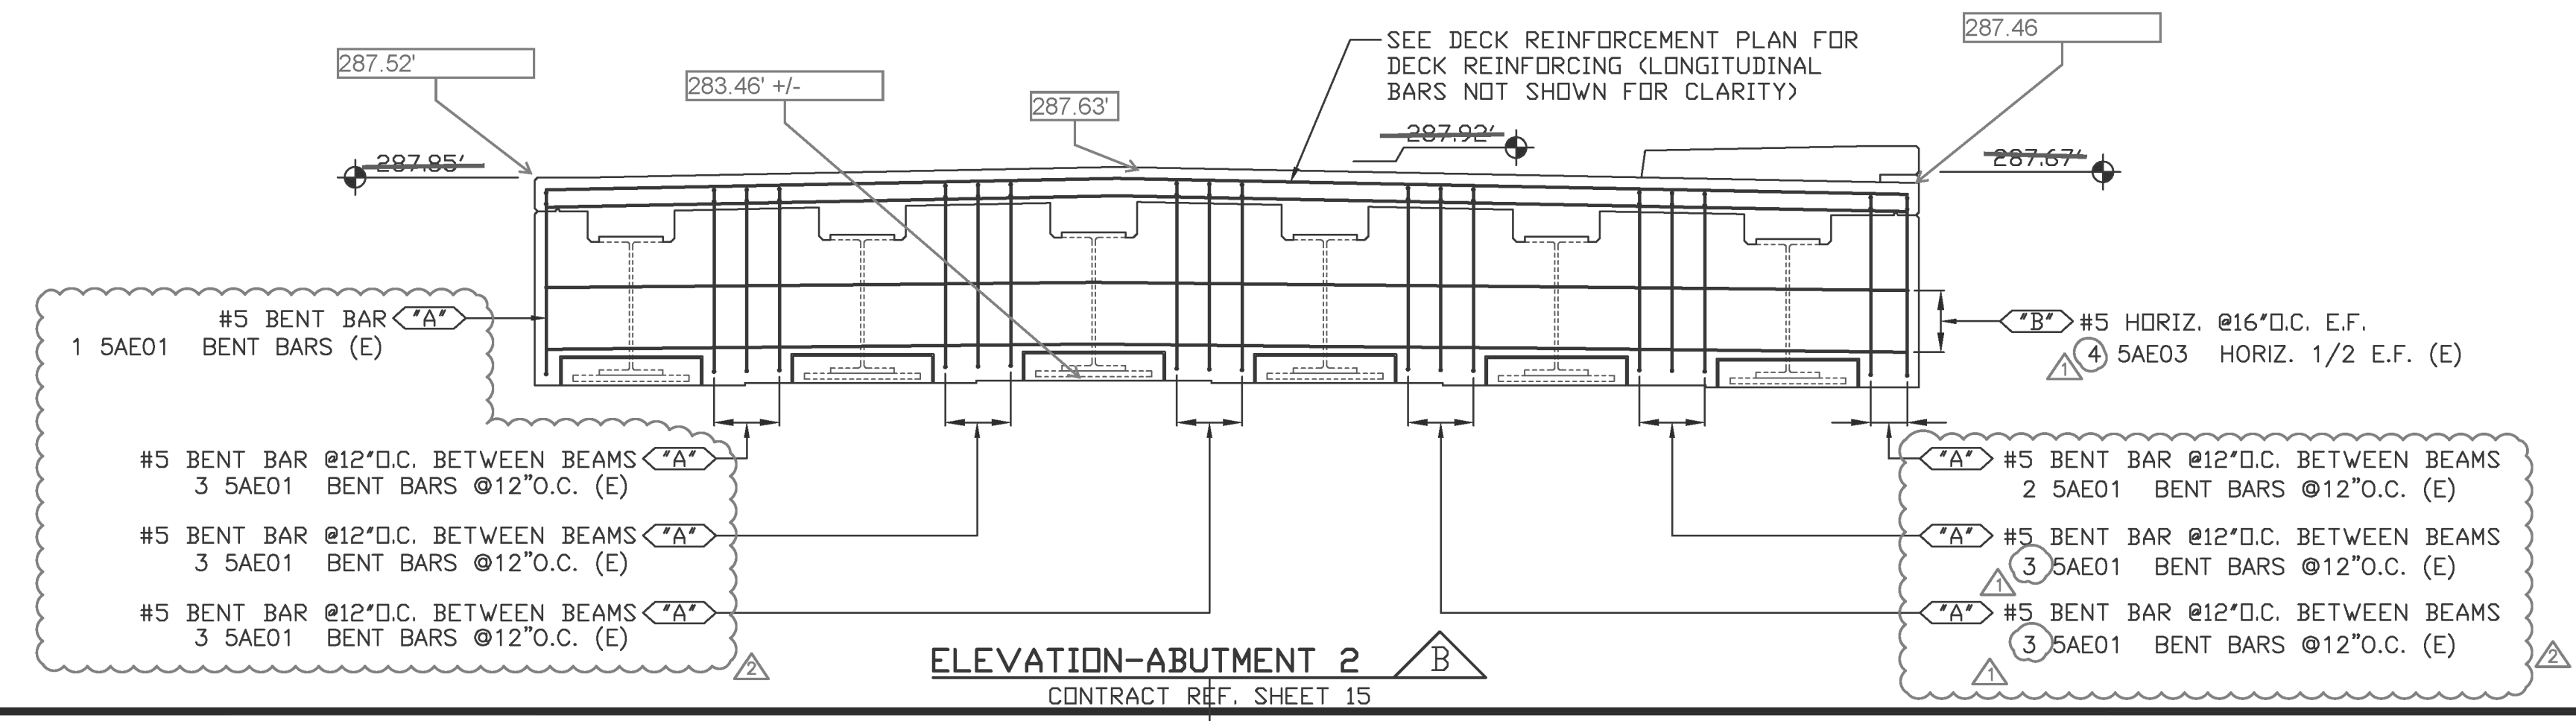 287.52'
283.46' +/-
287.63'
SEE DECK REINFORCEMENT PLAN FOR
DECK REINFORCING (LONGITUDINAL
BARS NOT SHOWN FOR CLARITY)
287.46
287.85'
287.92'
287.67'
#5 BENT BAR "A"
1 5AE01 BENT BARS (E)
#5 BENT BAR @12"O.C. BETWEEN BEAMS "A"
3 5AE01 BENT BARS @12"O.C. (E)
#5 BENT BAR @12"O.C. BETWEEN BEAMS "A"
3 5AE01 BENT BARS @12"O.C. (E)
#5 BENT BAR @12"O.C. BETWEEN BEAMS "A"
3 5AE01 BENT BARS @12"O.C. (E)
2
"B" #5 HORIZ. @16"O.C. E.F.
1 4 5AE03 HORIZ. 1/2 E.F. (E)
"A" #5 BENT BAR @12"O.C. BETWEEN BEAMS
2 5AE01 BENT BARS @12"O.C. (E)
"A" #5 BENT BAR @12"O.C. BETWEEN BEAMS
1 3 5AE01 BENT BARS @12"O.C. (E)
"A" #5 BENT BAR @12"O.C. BETWEEN BEAMS
1 3 5AE01 BENT BARS @12"O.C. (E)
2
ELEVATION-ABUTMENT 2 B
CONTRACT REF. SHEET 15